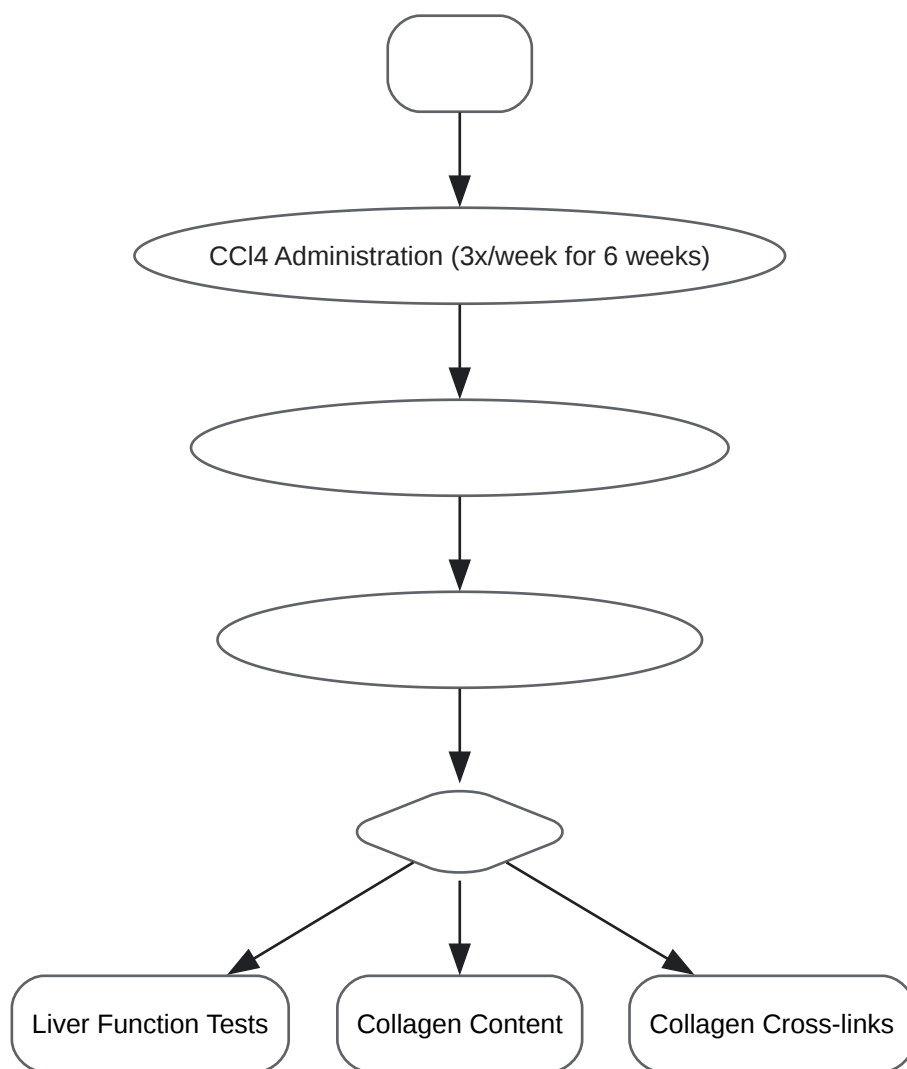 CCl4 Administration (3x/week for 6 weeks)
Liver Function Tests
Collagen Content
Collagen Cross-links